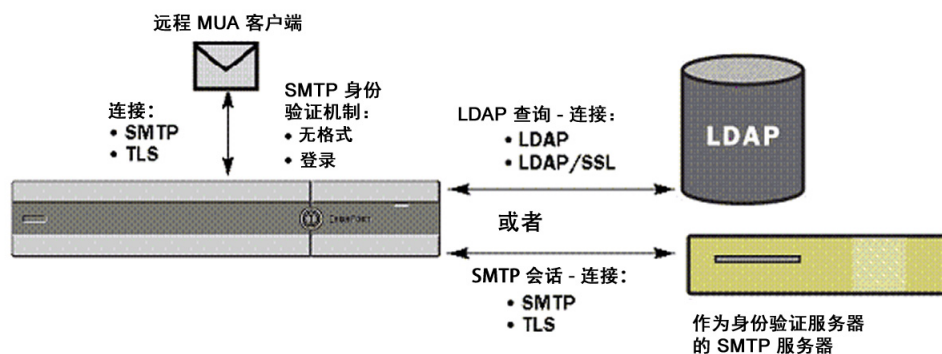 远程 MUA 客户端
连接：
• SMTP
• TLS
SMTP 身份
验证机制：
• 无格式
• 登录
LDAP 查询 - 连接：
• LDAP
• LDAP/SSL
LDAP
IronPort
或者
SMTP 会话 - 连接：
• SMTP
• TLS
作为身份验证服务器
的 SMTP 服务器